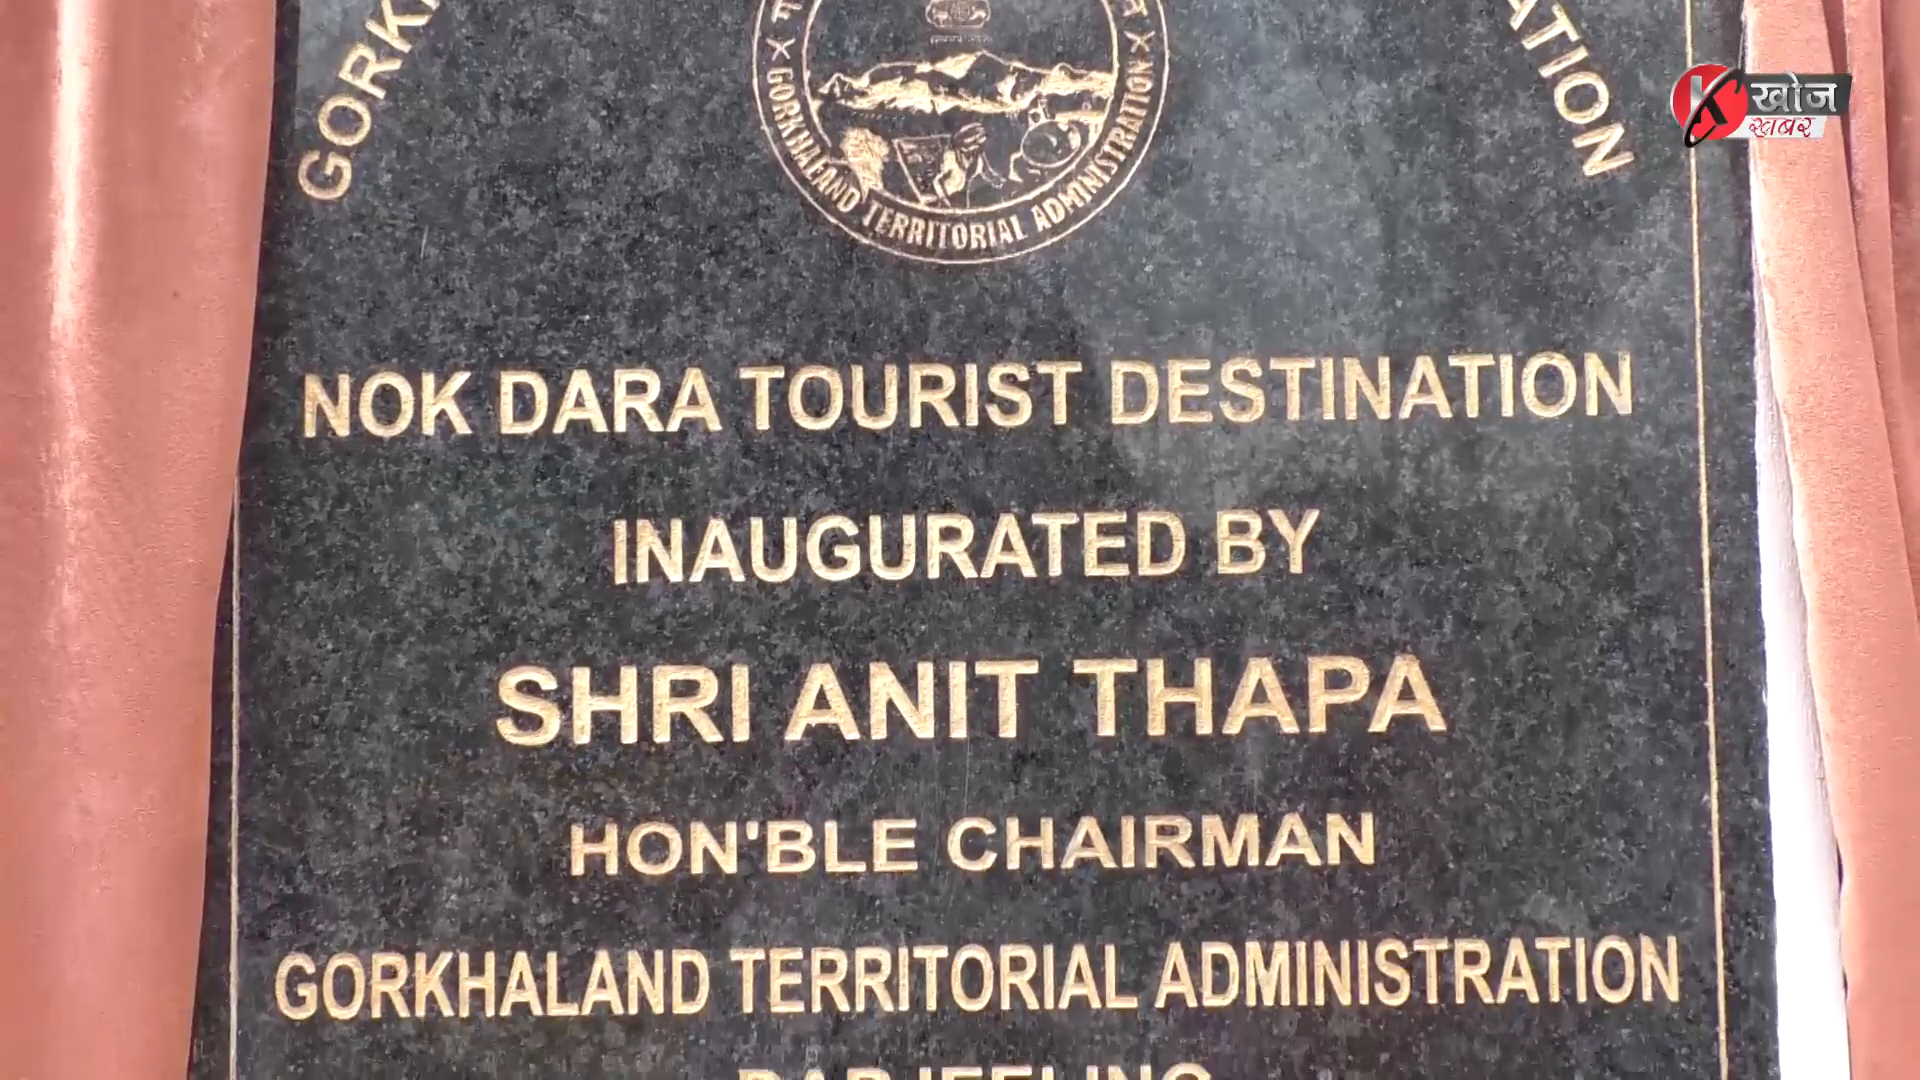 GORKHALAND TERRITORIAL ADMINISTRATION
खोज
खबर
NOK DARA TOURIST DESTINATION
INAUGURATED BY
SHRI ANIT THAPA
HON'BLE CHAIRMAN
GORKHALAND TERRITORIAL ADMINISTRATION
DARJEELING